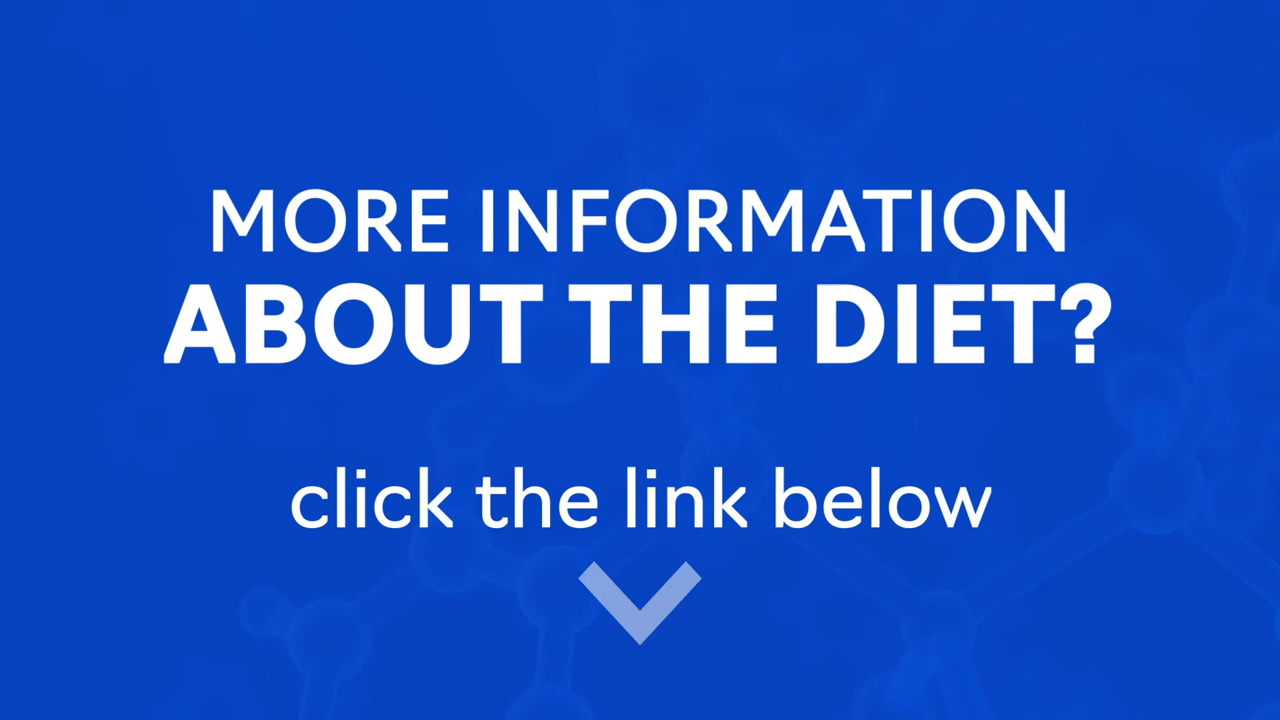 MORE INFORMATION
ABOUT THE DIET?
click the link below